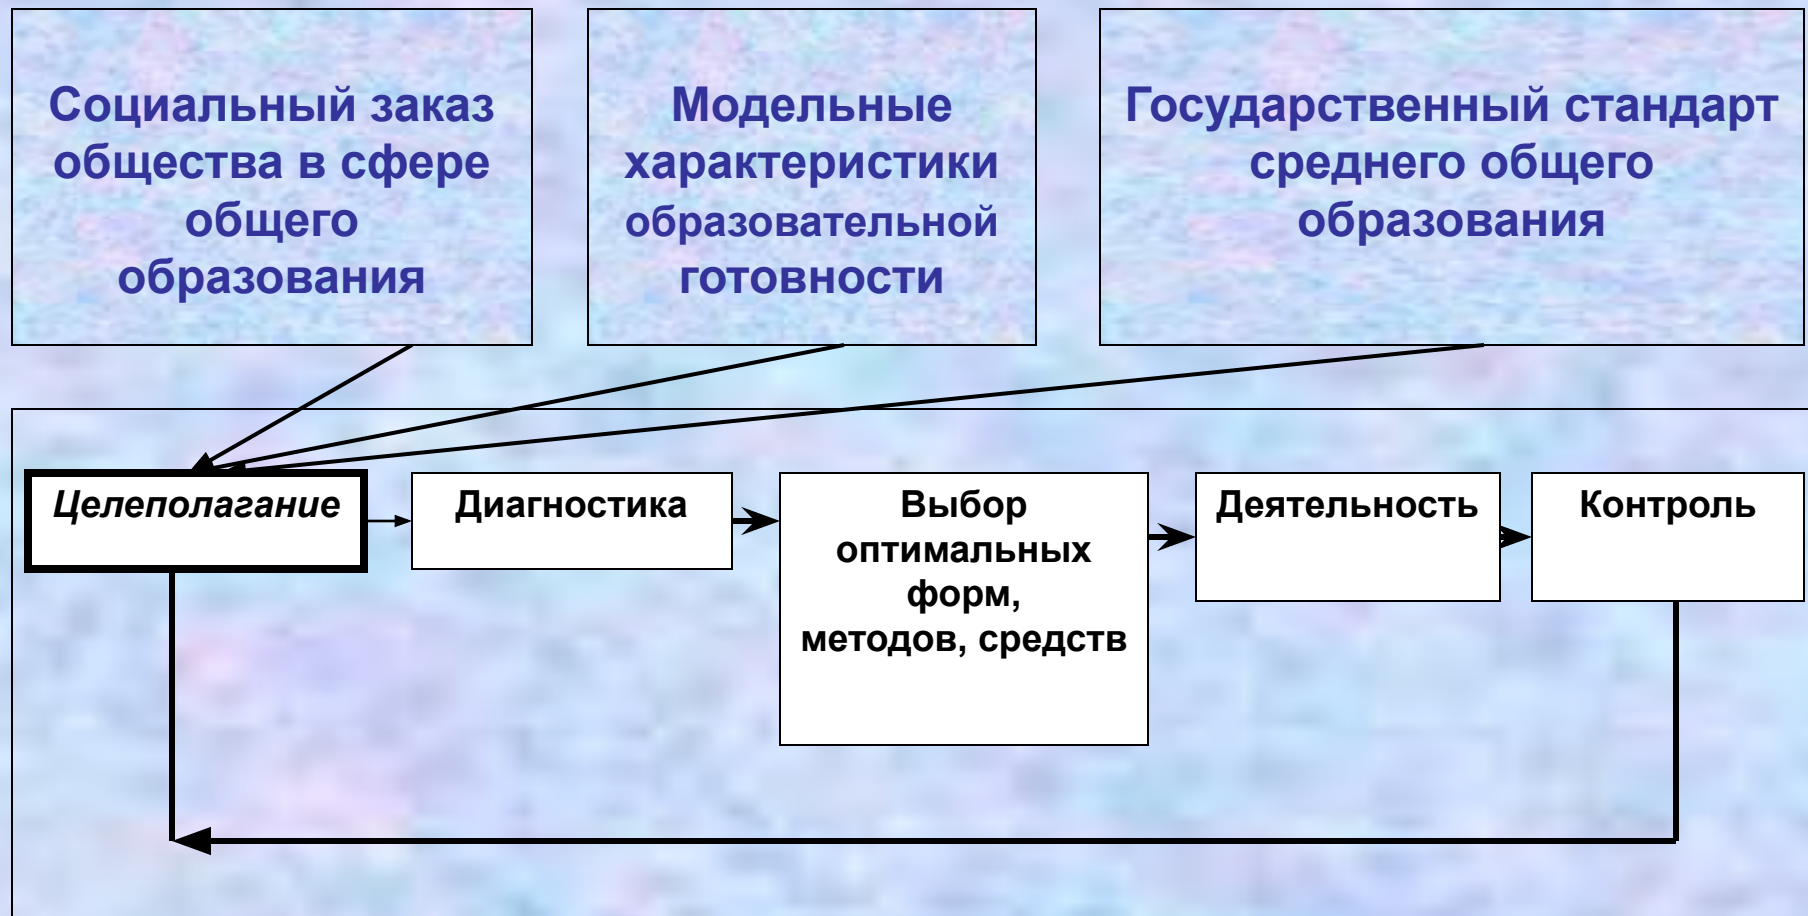 Социальный заказ
общества в сфере
общего
образования
Модельные
характеристики
образовательной
готовности
Государственный стандарт
среднего общего
образования
Целеполагание
Диагностика
Выбор
оптимальных
форм,
методов, средств
Деятельность
Контроль